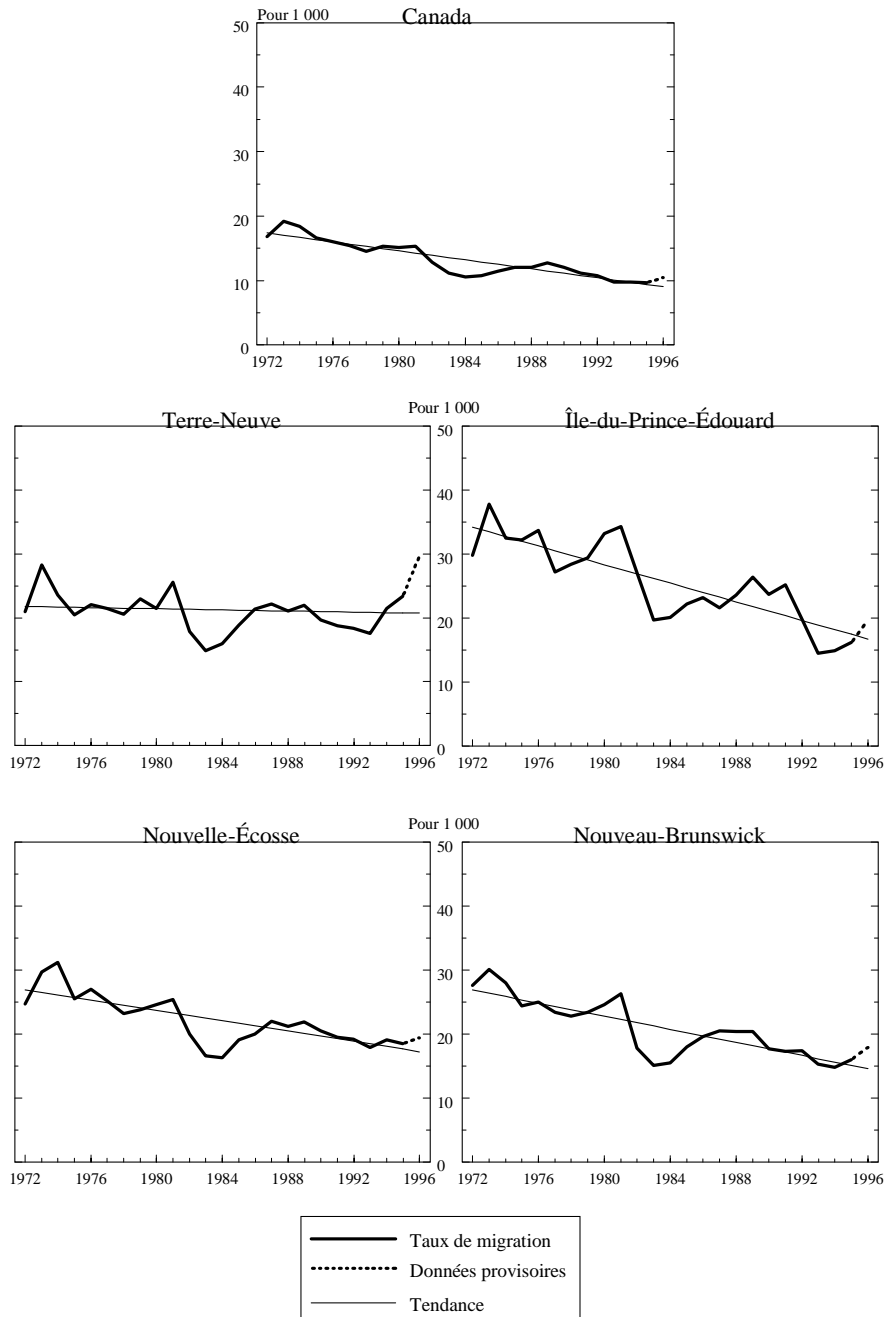 Pour 1 000
Canada
50
40
30
20
10
0
1972 1976 1980 1984 1988 1992 1996
Terre-Neuve
Pour 1 000
Île-du-Prince-Édouard
50
40
30
20
10
0
1972 1976 1980 1984 1988 1992 1996
1972 1976 1980 1984 1988 1992 1996
Nouvelle-Écosse
Pour 1 000
Nouveau-Brunswick
50
40
30
20
10
0
1972 1976 1980 1984 1988 1992 1996
1972 1976 1980 1984 1988 1992 1996
Taux de migration
Données provisoires
Tendance